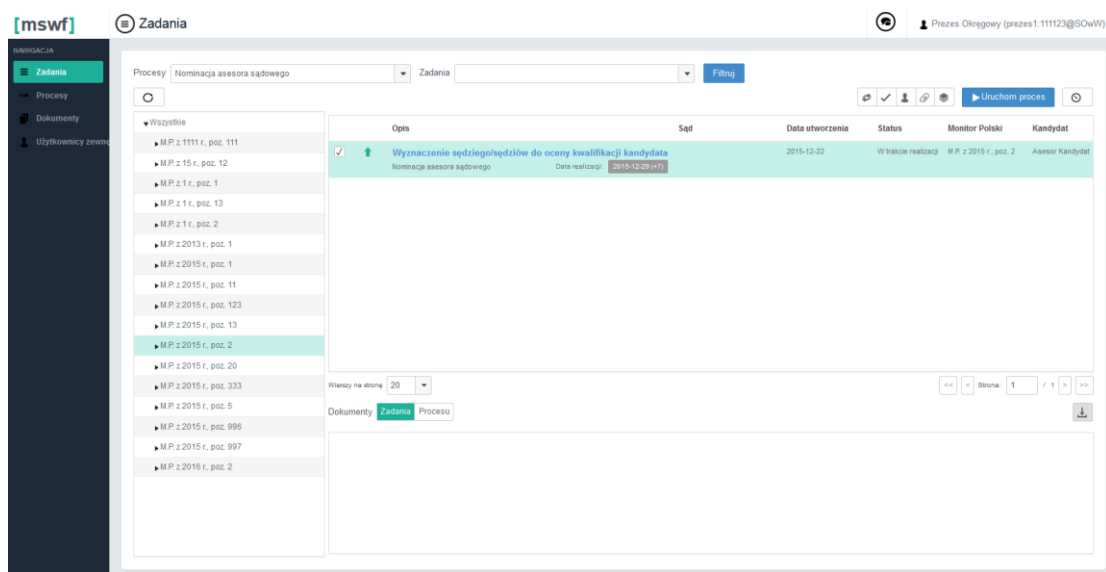 [mswf]
Zadania
Prezes Okręgowy (prezes1:111123@SOwW)
NAWIGACJA
Zadania
Procesy
Dokumenty
Użytkownicy zewnę
Procesy Nominacja asesora sądowego Zadania Filtruj
Uruchom proces
Wszystkie
M.P. z 1111 r., poz. 111
M.P. z 15 r., poz. 12
M.P. z 1 r., poz. 1
M.P. z 1 r., poz. 13
M.P. z 1 r., poz. 2
M.P. z 2013 r., poz. 1
M.P. z 2015 r., poz. 1
M.P. z 2015 r., poz. 11
M.P. z 2015 r., poz. 123
M.P. z 2015 r., poz. 13
M.P. z 2015 r., poz. 2
M.P. z 2015 r., poz. 20
M.P. z 2015 r., poz. 333
M.P. z 2015 r., poz. 5
M.P. z 2015 r., poz. 996
M.P. z 2015 r., poz. 997
M.P. z 2016 r., poz. 2
Opis Sąd Data utworzenia Status Monitor Polski Kandydat
Wyznaczenie sędziego/sędziów do oceny kwalifikacji kandydata 2015-12-22 W trakcie realizacji M.P. z 2015 r., poz. 2 Asesor Kandydat
Nominacja asesora sądowego Data realizacji: 2015-12-29 (+7)
Wierszy na stronę 20 << < Strona: 1 / 1 > >>
Dokumenty Zadania Procesu